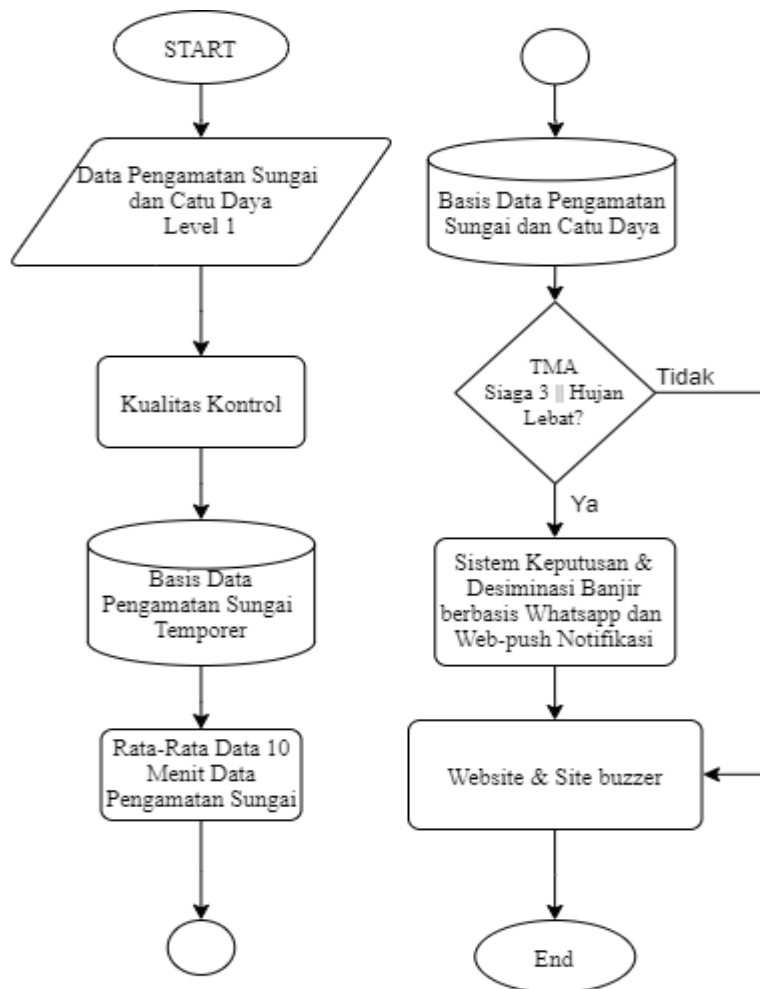 START
Data Pengamatan Sungai
dan Catu Daya
Level 1
Kualitas Kontrol
Basis Data
Pengamatan Sungai
Temporer
Rata-Rata Data 10
Menit Data
Pengamatan Sungai
Basis Data Pengamatan
Sungai dan Catu Daya
TMA
Siaga 3 || Hujan
Lebat?
Tidak
Ya
Sistem Keputusan &
Desiminasi Banjir
berbasis Whatsapp dan
Web-push Notifikasi
Website & Site buzzer
End